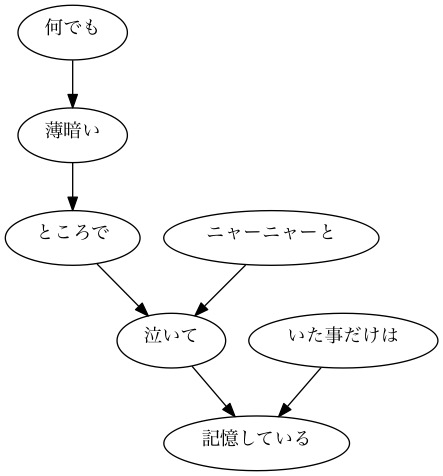 何でも
薄暗い
ところで
ニャーニャーと
泣いて
いた事だけは
記憶している